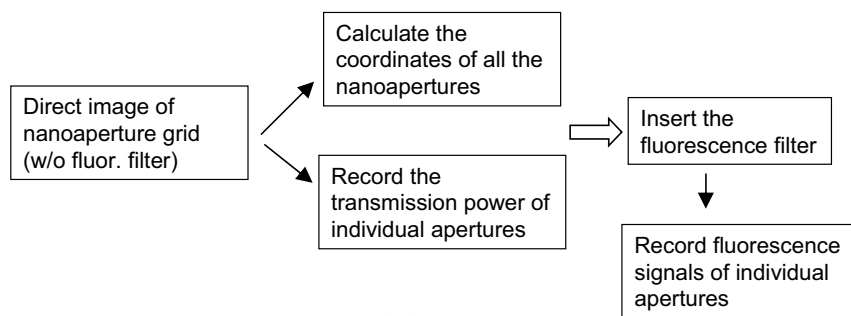 Direct image of
nanoaperture grid
(w/o fluor. filter)
Calculate the
coordinates of all the
nanoapertures
Record the
transmission power of
individual apertures
Insert the
fluorescence filter
Record fluorescence
signals of individual
apertures